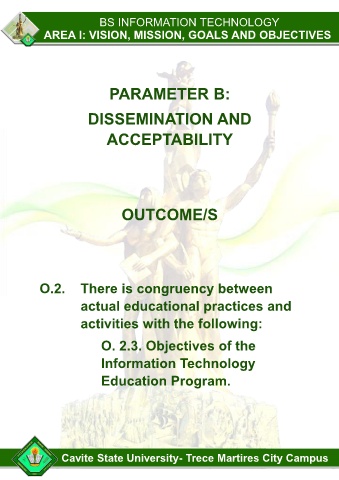 BS INFORMATION TECHNOLOGY
AREA I: VISION, MISSION, GOALS AND OBJECTIVES
PARAMETER B:
DISSEMINATION AND
ACCEPTABILITY
OUTCOME/S
O.2. There is congruency between
actual educational practices and
activities with the following:
O. 2.3. Objectives of the
Information Technology
Education Program.
Cavite State University- Trece Martires City Campus